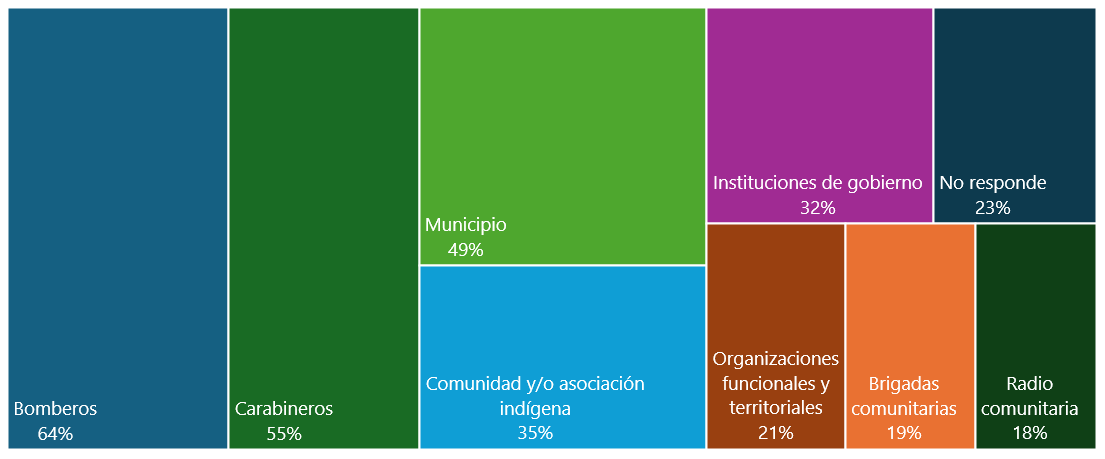 Bomberos
64%
Carabineros
55%
Municipio
49%
Comunidad y/o asociación
indígena
35%
Instituciones de gobierno
32%
No responde
23%
Organizaciones
funcionales y
territoriales
21%
Brigadas
comunitarias
19%
Radio
comunitaria
18%